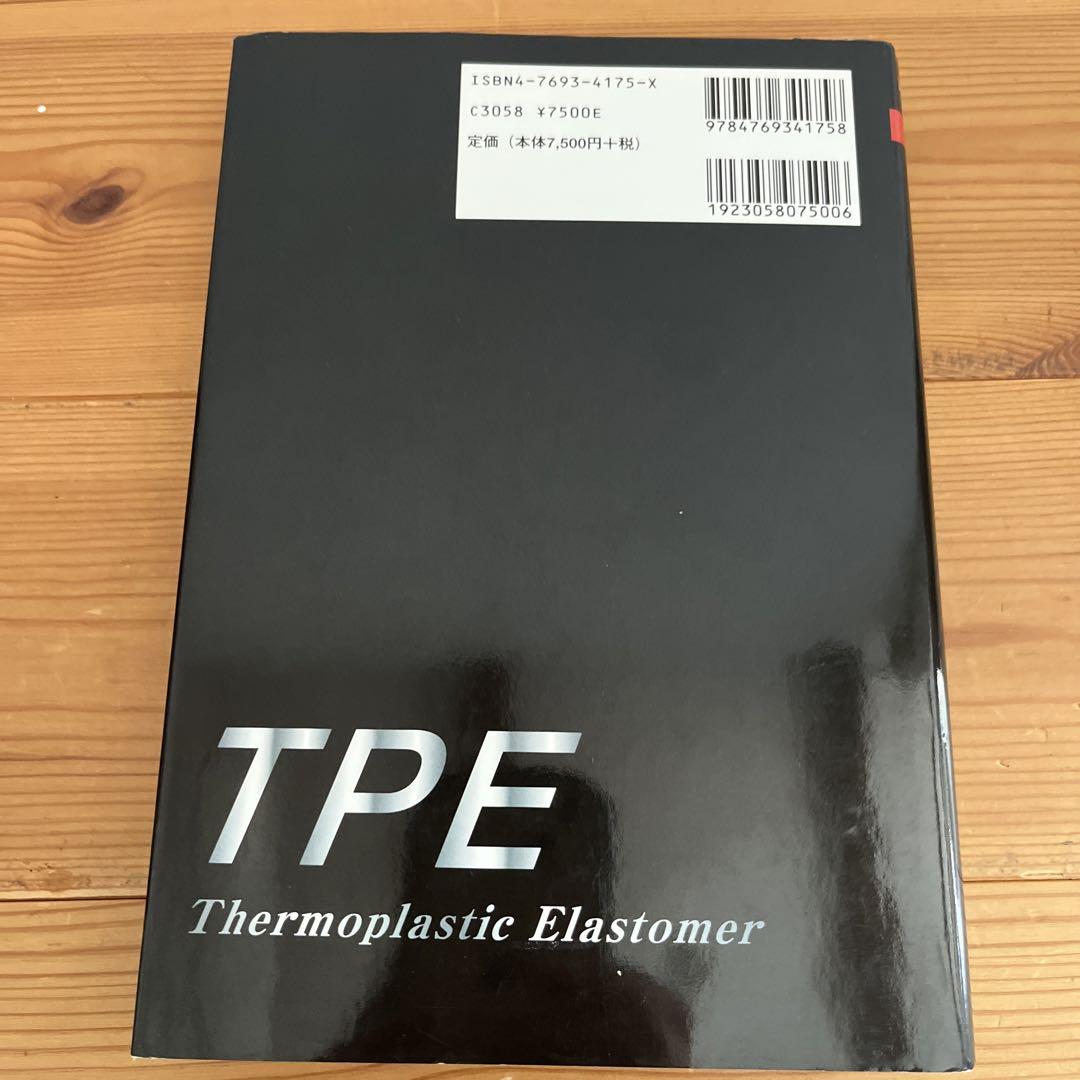 ISBN4-7693-4175-X
C3058 ¥7500E
定価（本体7,500円+税）
9784769341758
1923058075006
TPE
Thermoplastic Elastomer